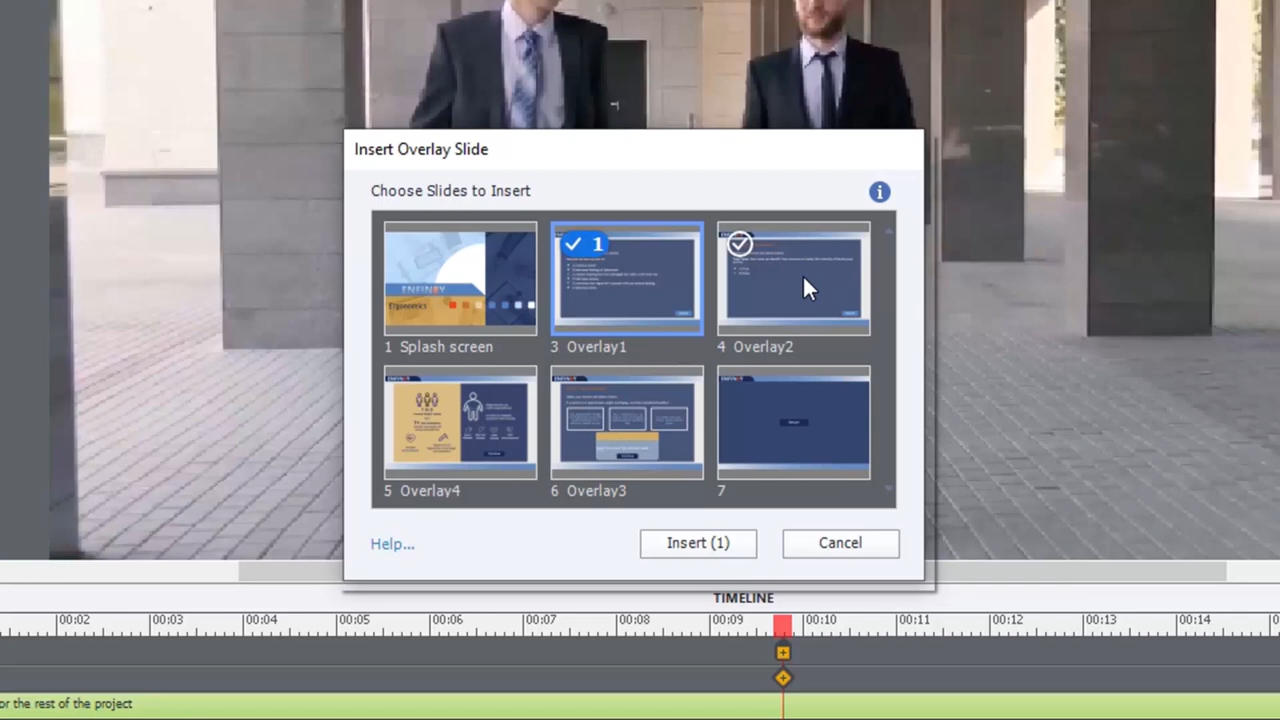 Insert Overlay Slide
Choose Slides to Insert
1
ENFIN
Ergonomics
1 Splash screen
3 Overlay1
4 Overlay2
5 Overlay4
6 Overlay3
7
Help...
Insert (1)
Cancel
TIMELINE
00:02
00:03
00:04
00:05
00:06
00:07
00:08
00:09
00:10
00:11
00:12
00:13
00:14
or the rest of the project